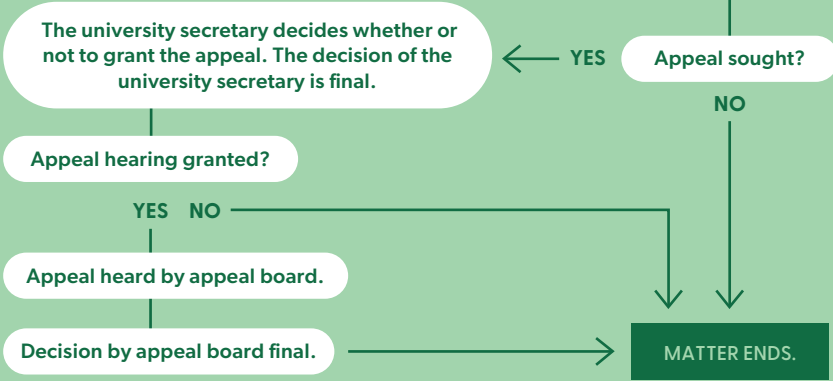 The university secretary decides whether or
not to grant the appeal. The decision of the
university secretary is final.
YES
Appeal sought?
NO
Appeal hearing granted?
YES NO
Appeal heard by appeal board.
Decision by appeal board final.
MATTER ENDS.